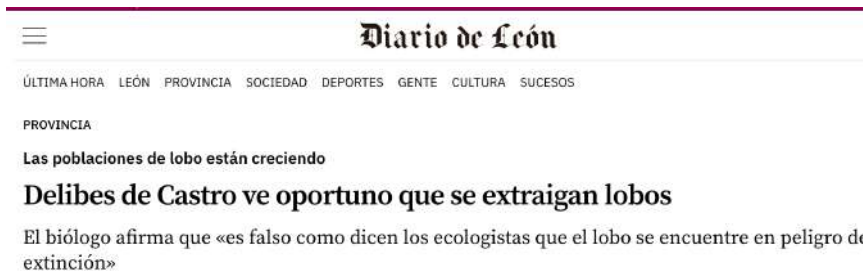 Diario de León
ÚLTIMA HORA LEÓN PROVINCIA SOCIEDAD DEPORTES GENTE CULTURA SUCESOS
PROVINCIA
Las poblaciones de lobo están creciendo
Delibes de Castro ve oportuno que se extraigan lobos
El biólogo afirma que «es falso como dicen los ecologistas que el lobo se encuentre en peligro de
extinción»